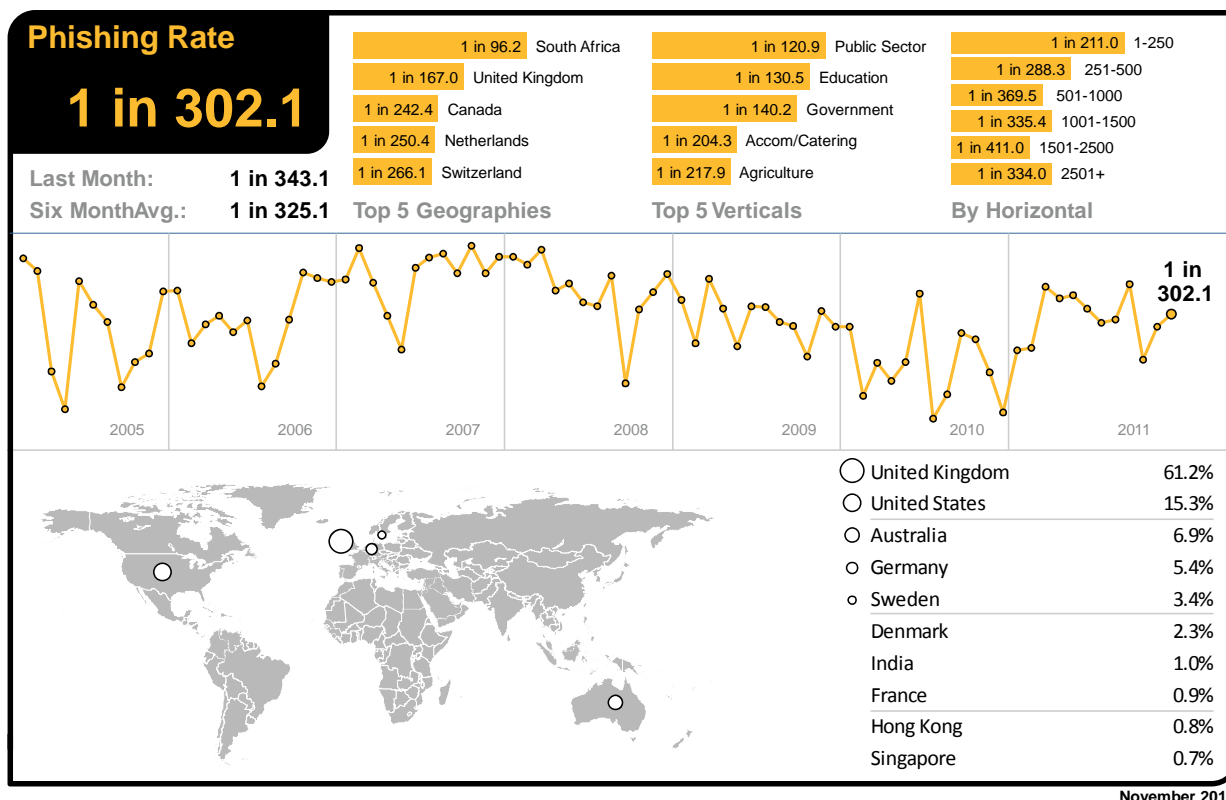 Phishing Rate
1 in 302.1
Last Month: 1 in 343.1
Six MonthAvg.: 1 in 325.1
1 in 96.2 South Africa
1 in 167.0 United Kingdom
1 in 242.4 Canada
1 in 250.4 Netherlands
1 in 266.1 Switzerland
Top 5 Geographies
1 in 120.9 Public Sector
1 in 130.5 Education
1 in 140.2 Government
1 in 204.3 Accom/Catering
1 in 217.9 Agriculture
Top 5 Verticals
1 in 211.0 1-250
1 in 288.3 251-500
1 in 369.5 501-1000
1 in 335.4 1001-1500
1 in 411.0 1501-2500
1 in 334.0 2501+
By Horizontal
1 in
302.1
2005 2006 2007 2008 2009 2010 2011
United Kingdom 61.2%
United States 15.3%
Australia 6.9%
Germany 5.4%
Sweden 3.4%
Denmark 2.3%
India 1.0%
France 0.9%
Hong Kong 0.8%
Singapore 0.7%
November 201